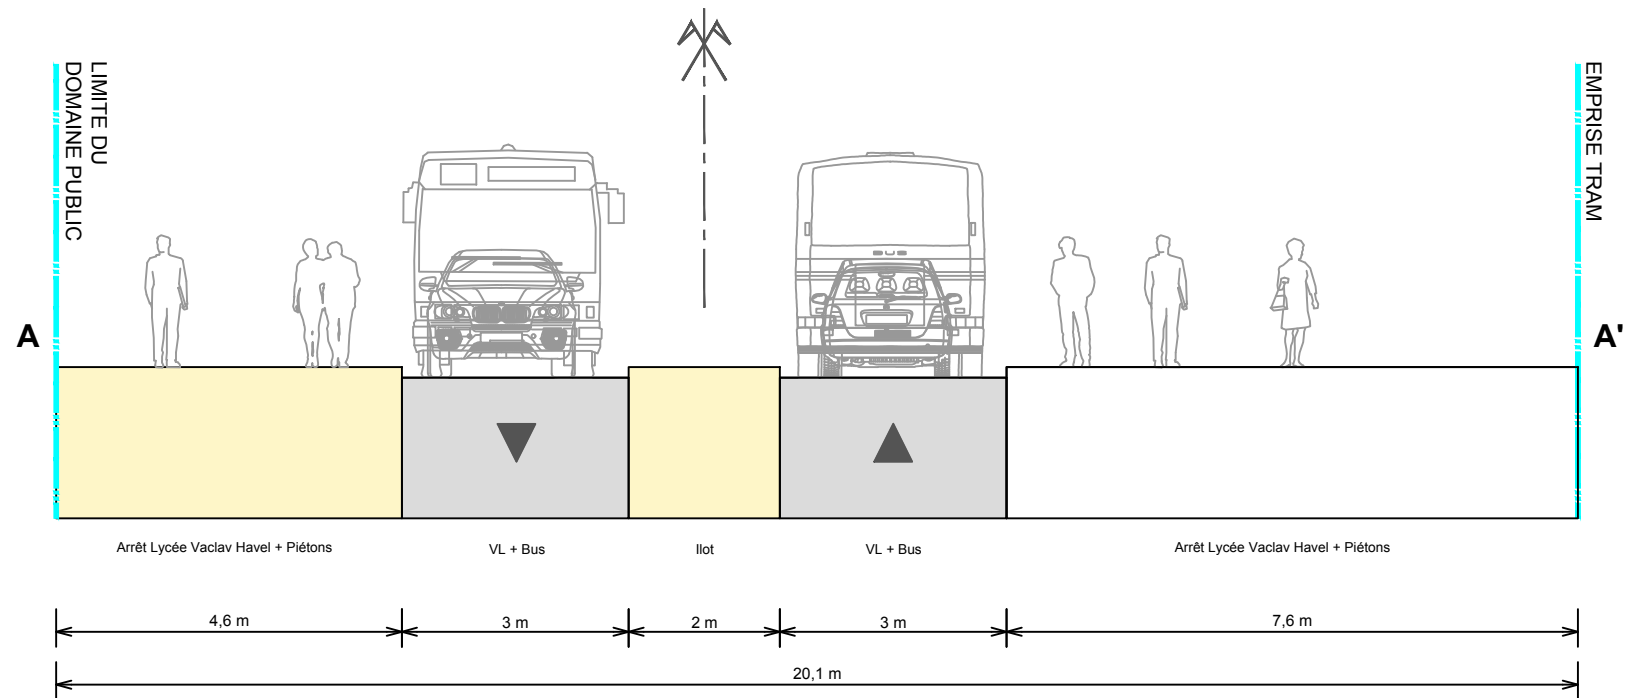 LIMITE DU
DOMAINE PUBLIC
EMPRISE TRAM
BUS
A
A'
Arrêt Lycée Vaclav Havel + Piétons
VL + Bus
Ilot
VL + Bus
Arrêt Lycée Vaclav Havel + Piétons
4,6 m
3 m
2 m
3 m
7,6 m
20,1 m